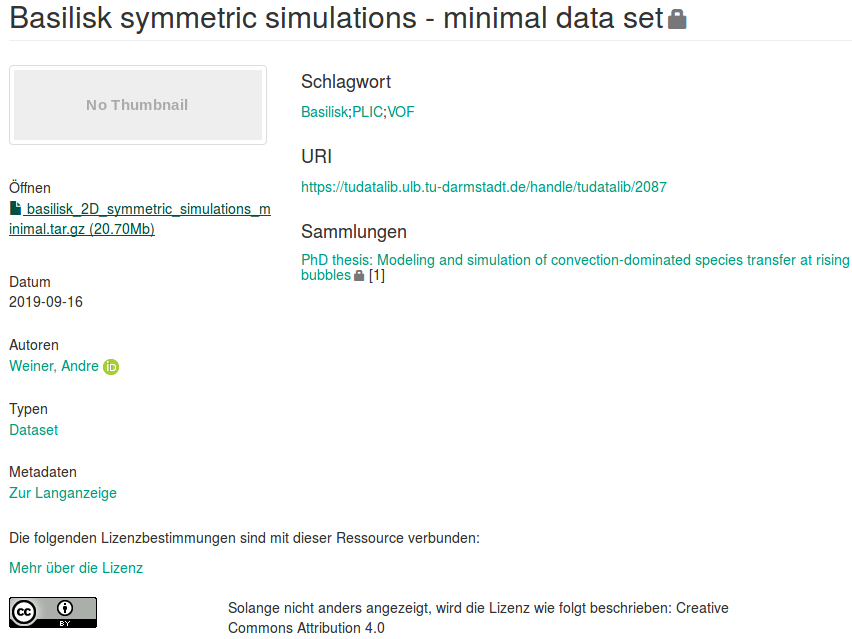 Basilisk symmetric simulations - minimal data set
No Thumbnail
Öffnen
basilisk_2D_symmetric_simulations_m
inimal.tar.gz (20.70Mb)
Datum
2019-09-16
Autoren
Weiner, Andre iD
Typen
Dataset
Metadaten
Zur Langanzeige
Schlagwort
Basilisk;PLIC;VOF
URI
https://tudatalib.ulb.tu-darmstadt.de/handle/tudatalib/2087
Sammlungen
PhD thesis: Modeling and simulation of convection-dominated species transfer at rising
bubbles [1]
Die folgenden Lizenzbestimmungen sind mit dieser Ressource verbunden:
Mehr über die Lizenz
cc BY
Solange nicht anders angezeigt, wird die Lizenz wie folgt beschrieben: Creative
Commons Attribution 4.0